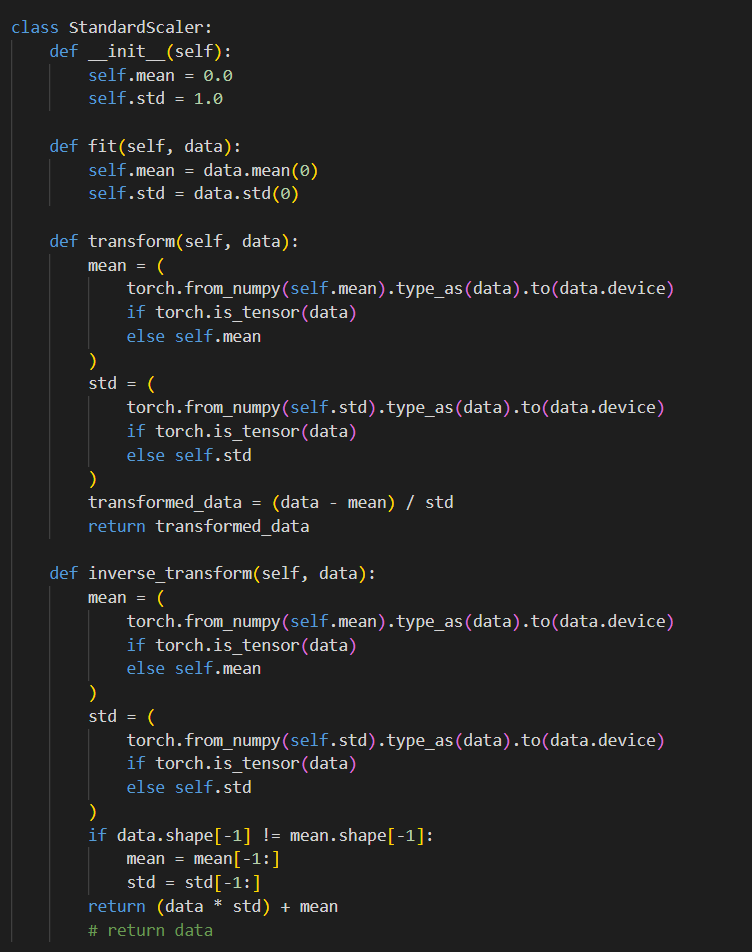 class StandardScaler:
    def __init__(self):
        self.mean = 0.0
        self.std = 1.0

    def fit(self, data):
        self.mean = data.mean(0)
        self.std = data.std(0)

    def transform(self, data):
        mean = (
            torch.from_numpy(self.mean).type_as(data).to(data.device)
            if torch.is_tensor(data)
            else self.mean
        )
        std = (
            torch.from_numpy(self.std).type_as(data).to(data.device)
            if torch.is_tensor(data)
            else self.std
        )
        transformed_data = (data - mean) / std
        return transformed_data

    def inverse_transform(self, data):
        mean = (
            torch.from_numpy(self.mean).type_as(data).to(data.device)
            if torch.is_tensor(data)
            else self.mean
        )
        std = (
            torch.from_numpy(self.std).type_as(data).to(data.device)
            if torch.is_tensor(data)
            else self.std
        )
        if data.shape[-1] != mean.shape[-1]:
            mean = mean[-1:]
            std = std[-1:]
        return (data * std) + mean
        # return data